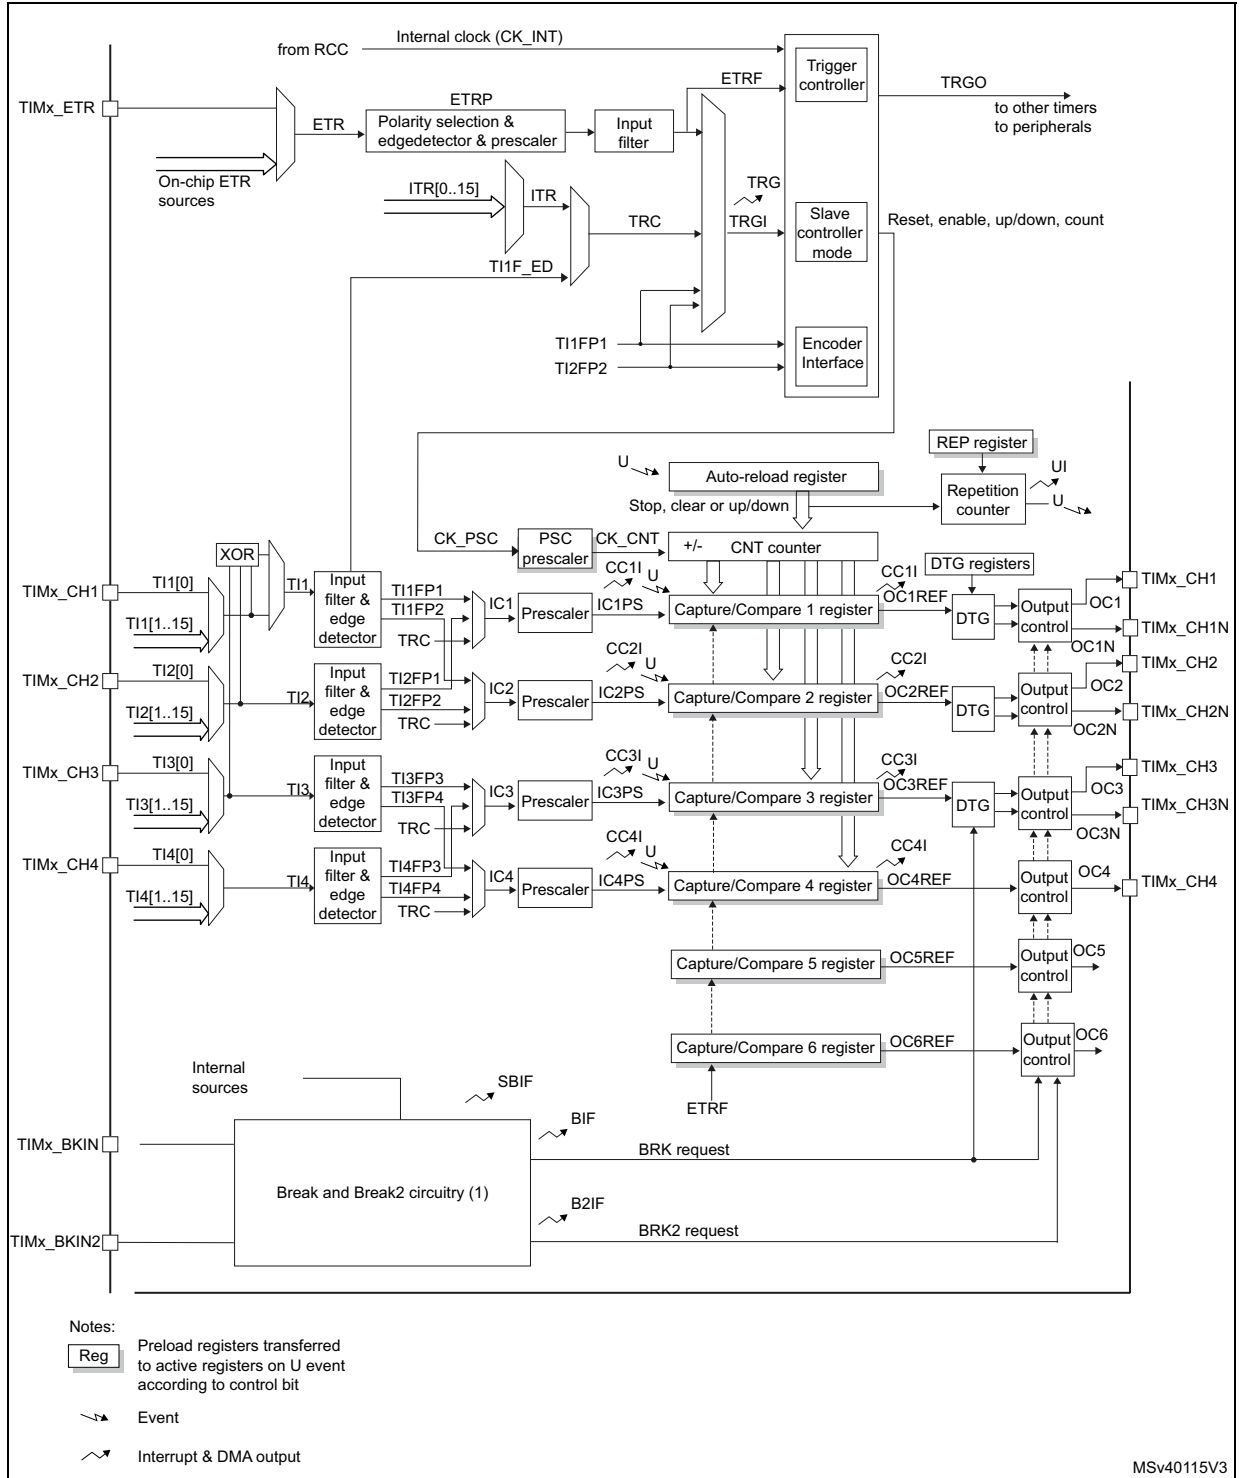 Internal clock (CK_INT)
from RCC
Trigger
controller
ETRF
TRGO
to other timers
to peripherals
TIMx_ETR
ETR
ETRP
Polarity selection &
edgedetector & prescaler
Input
filter
On-chip ETR
sources
ITR[0..15]
ITR
TRC
TI1F_ED
TRG
TRGI
Slave
controller
mode
Reset, enable, up/down, count
TI1FP1
TI2FP2
Encoder
Interface
REP register
U
Auto-reload register
UI
Repetition
counter
U
Stop, clear or up/down
CK_PSC
PSC
prescaler
CK_CNT
+/-
CNT counter
XOR
DTG registers
TIMx_CH1
TI1[0]
TI1[1..15]
TI1
Input
filter &
edge
detector
TI1FP1
TI1FP2
TRC
IC1
Prescaler
IC1PS
CC1I
U
Capture/Compare 1 register
CC1I
OC1REF
DTG
Output
control
OC1
OC1N
TIMx_CH1
TIMx_CH1N
TIMx_CH2
TI2[0]
TI2[1..15]
TI2
Input
filter &
edge
detector
TI2FP1
TI2FP2
TRC
IC2
Prescaler
IC2PS
CC2I
U
Capture/Compare 2 register
CC2I
OC2REF
DTG
Output
control
OC2
OC2N
TIMx_CH2
TIMx_CH2N
TIMx_CH3
TI3[0]
TI3[1..15]
TI3
Input
filter &
edge
detector
TI3FP3
TI3FP4
TRC
IC3
Prescaler
IC3PS
CC3I
U
Capture/Compare 3 register
CC3I
OC3REF
DTG
Output
control
OC3
OC3N
TIMx_CH3
TIMx_CH3N
TIMx_CH4
TI4[0]
TI4[1..15]
TI4
Input
filter &
edge
detector
TI4FP3
TI4FP4
TRC
IC4
Prescaler
IC4PS
CC4I
U
Capture/Compare 4 register
CC4I
OC4REF
Output
control
OC4
TIMx_CH4
Capture/Compare 5 register
OC5REF
Output
control
OC5
Capture/Compare 6 register
OC6REF
Output
control
OC6
ETRF
Internal
sources
SBIF
BIF
TIMx_BKIN
BRK request
Break and Break2 circuitry (1)
B2IF
TIMx_BKIN2
BRK2 request
Notes:
Reg
Preload registers transferred
to active registers on U event
according to control bit
Event
Interrupt & DMA output
MSv40115V3